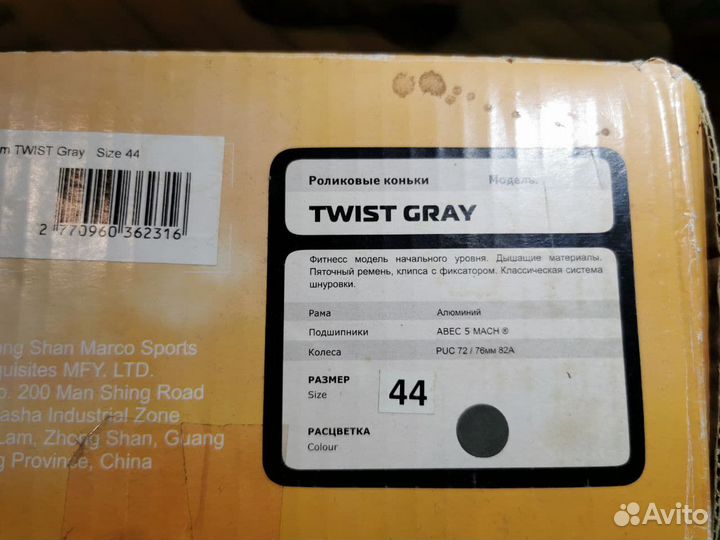 m TWIST Gray Size 44
2 770960 362316
ng Shan Marco Sports
quisites MFY. LTD.
o. 200 Man Shing Road
asha Industrial Zone
Lam, Zhong Shan, Guang
g Province, China
Роликовые коньки Модель:
TWIST GRAY
Фитнесс модель начального уровня. Дышащие материалы.
Пяточный ремень, клипса с фиксатором. Классическая система
шнуровки.
Рама Алюминий
Подшипники ABEC 5 MACH ®
Колеса PUC 72 / 76мм 82A
РАЗМЕР
Size
44
РАСЦВЕТКА
Colour
Avito